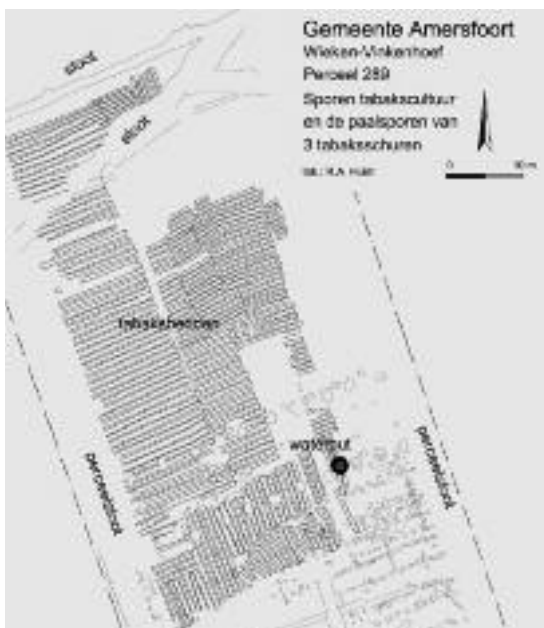 Gemeente Amersfoort
Wieken-Vinkenhoef
Perceel 289
Sporen tabakscultuur
en de paalsporen van
3 tabaksschuren
0
sloot
sloot
tabaksbedden
waterput
perceelsloot
perceelsloot